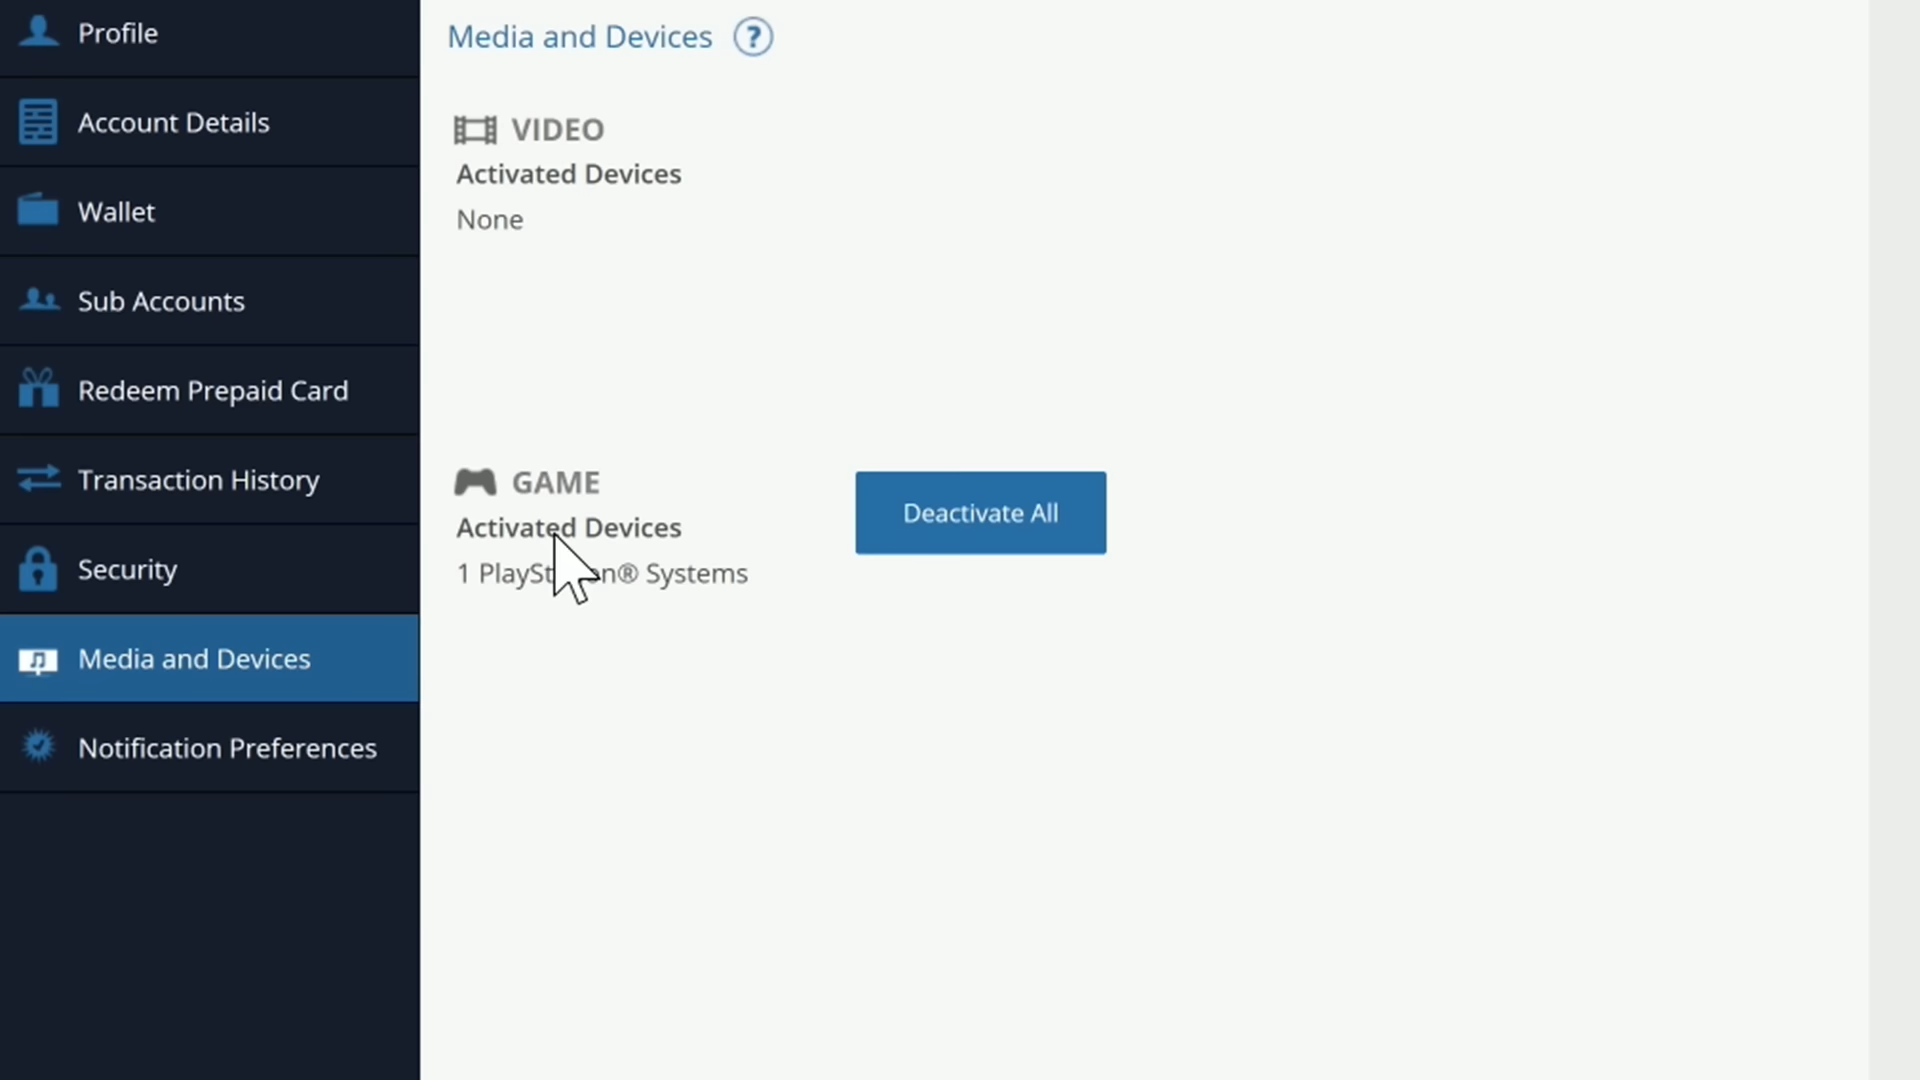 Profile
Account Details
Wallet
Sub Accounts
Redeem Prepaid Card
Transaction History
Security
Media and Devices
Notification Preferences
Media and Devices ?
VIDEO
Activated Devices
None
GAME
Activated Devices
1 PlayStation® Systems
Deactivate All